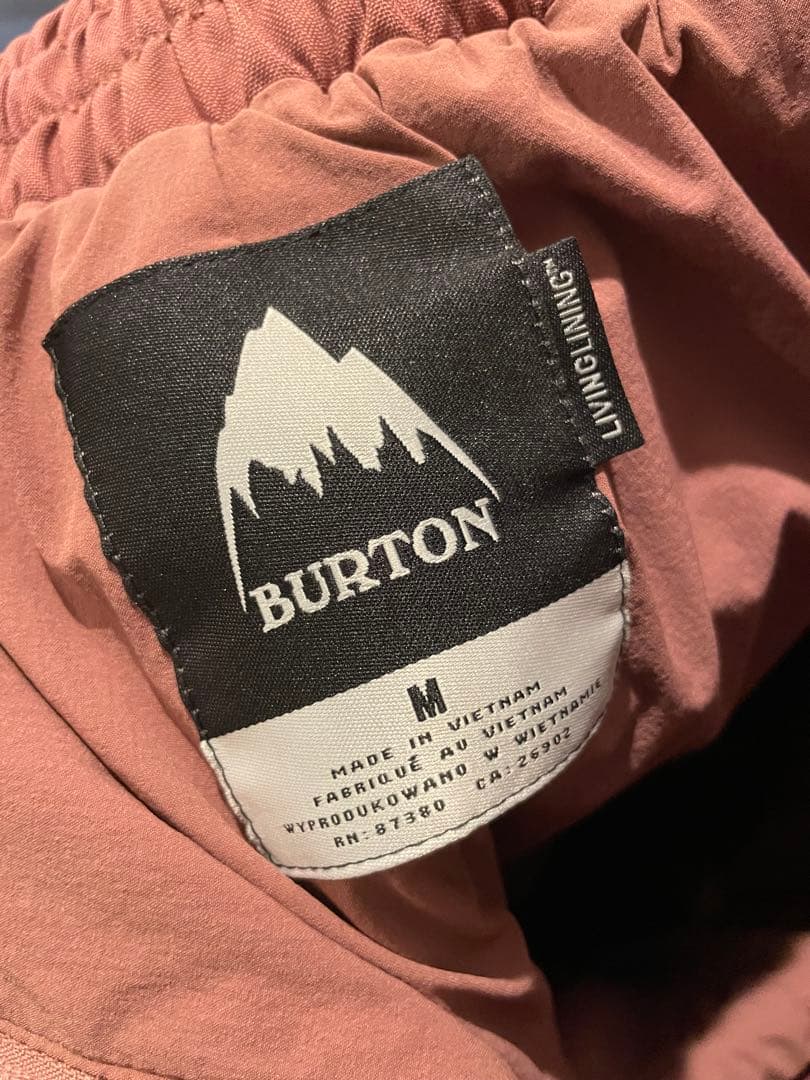 LIVINGLINING™
BURTON
M
MADE IN VIETNAM
FABRIQUÉ AU VIETNAM
WYPRODUKOWANO W WIETNAMIE
RN:87380 CA:26902